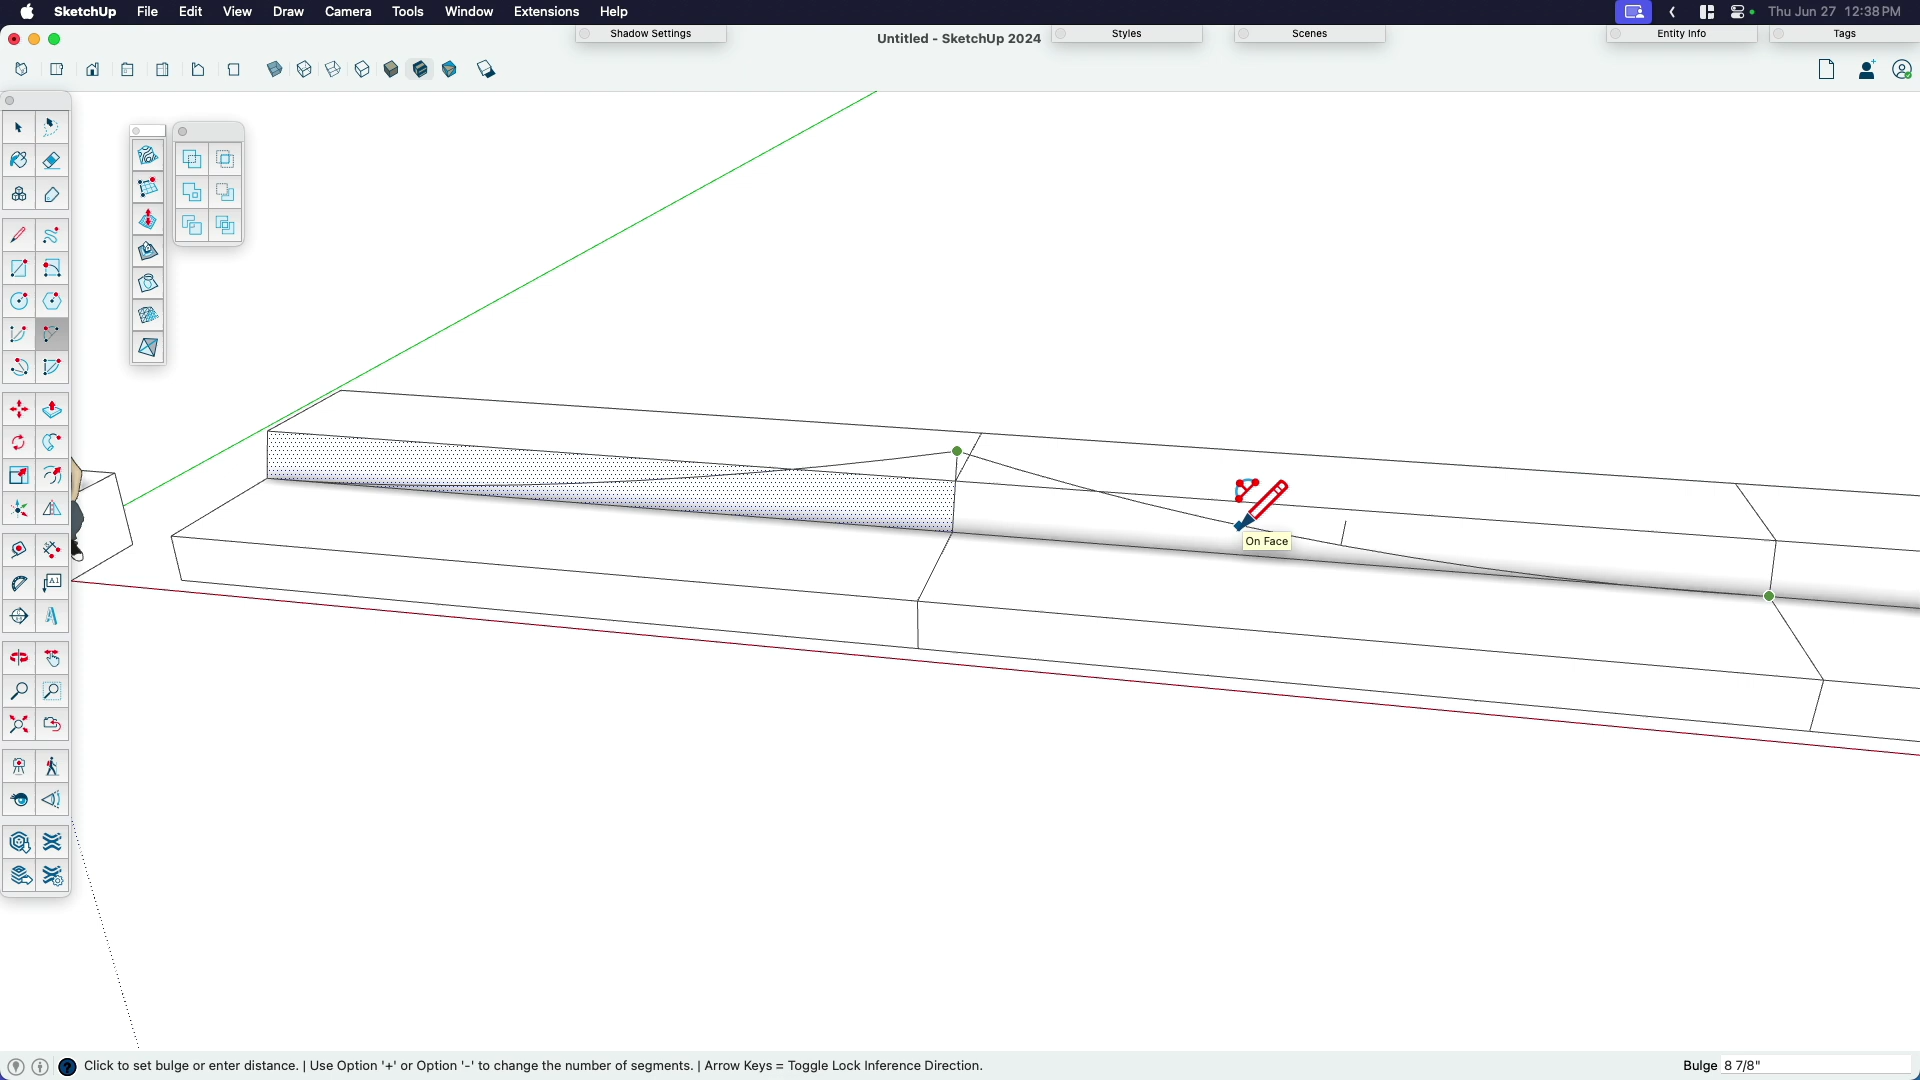 SketchUp File Edit View Draw Camera Tools Window Extensions Help Thu Jun 27 12:38 PM
Shadow Settings
Untitled - SketchUp 2024
Styles
Scenes
Entity Info
Tags
A1
On Face
Click to set bulge or enter distance. | Use Option '+' or Option '-' to change the number of segments. | Arrow Keys = Toggle Lock Inference Direction.
Bulge 8 7/8"